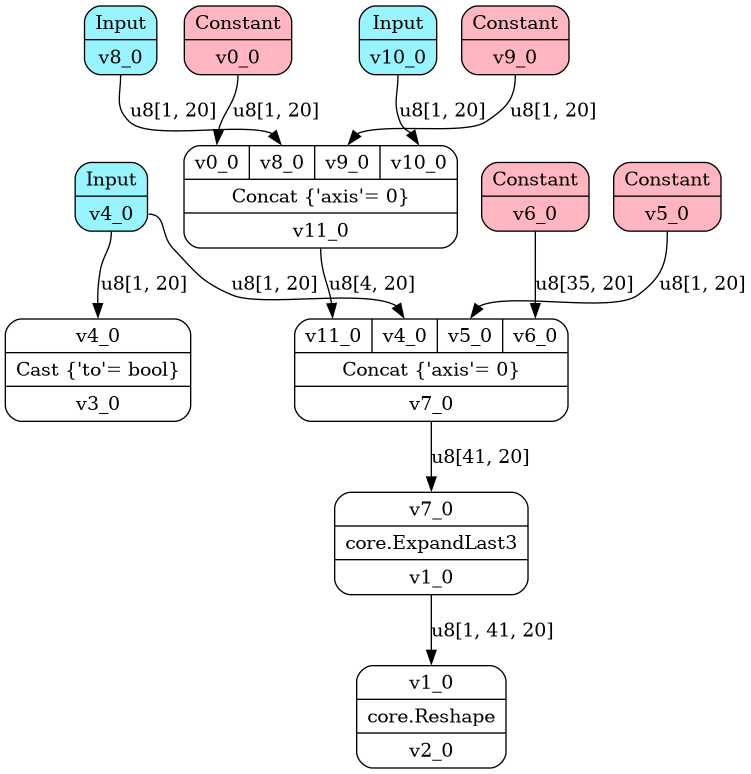 Input
v8_0
Constant
v0_0
Input
v10_0
Constant
v9_0
u8[1, 20]
u8[1, 20]
u8[1, 20]
u8[1, 20]
v0_0 v8_0 v9_0 v10_0
Concat {'axis'= 0}
v11_0
Input
v4_0
Constant
v6_0
Constant
v5_0
u8[1, 20]
u8[1, 20]
u8[4, 20]
u8[35, 20]
u8[1, 20]
v4_0
Cast {'to'= bool}
v3_0
v11_0 v4_0 v5_0 v6_0
Concat {'axis'= 0}
v7_0
u8[41, 20]
v7_0
core.ExpandLast3
v1_0
u8[1, 41, 20]
v1_0
core.Reshape
v2_0